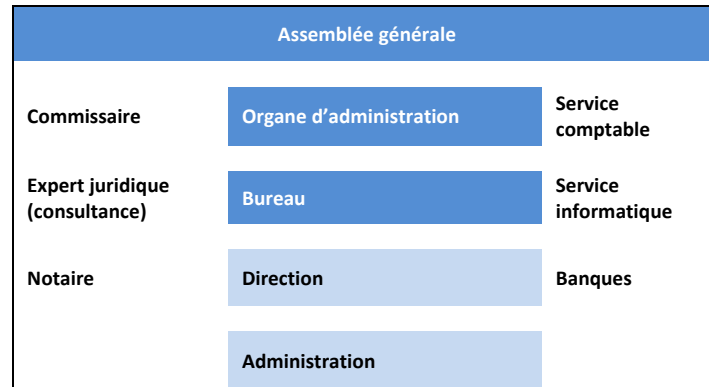 Assemblée générale
Commissaire
Organe d’administration
Service
comptable
Expert juridique
(consultance)
Bureau
Service
informatique
Notaire
Direction
Banques
Administration